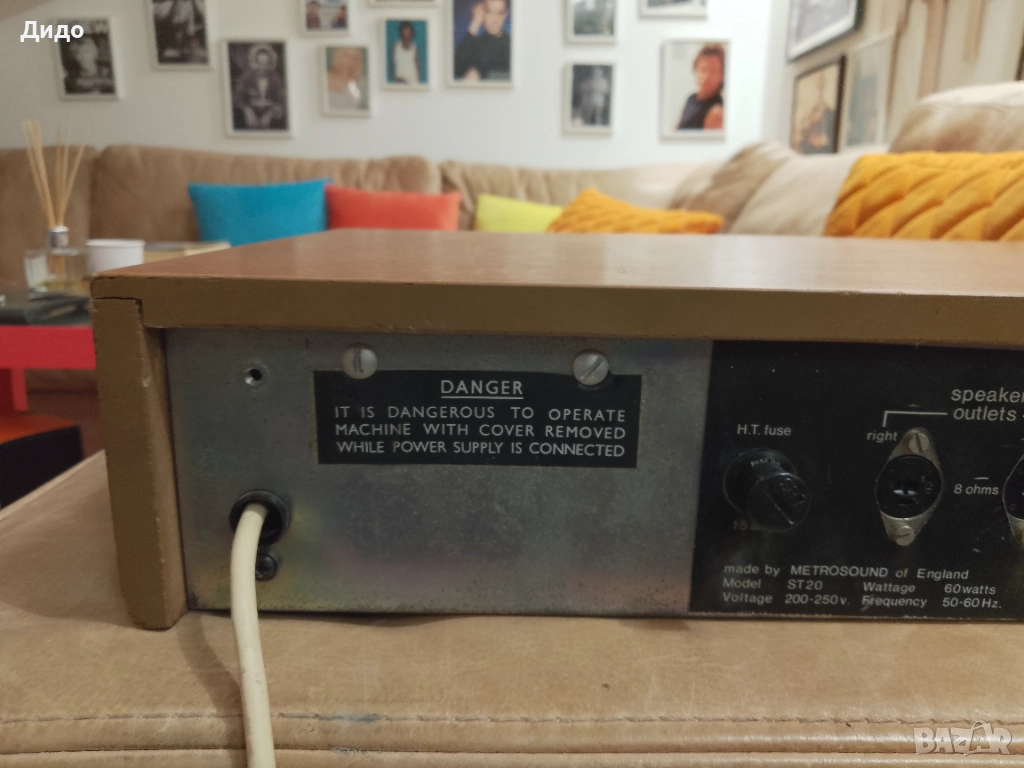 Дидо
DANGER
IT IS DANGEROUS TO OPERATE
MACHINE WITH COVER REMOVED
WHILE POWER SUPPLY IS CONNECTED
H.T. fuse
speaker
outlets
right
8 ohms
made by METROSOUND of England
Model ST20 Wattage 60watts
Voltage 200-250v. Frequency 50-60Hz.
BAZAR